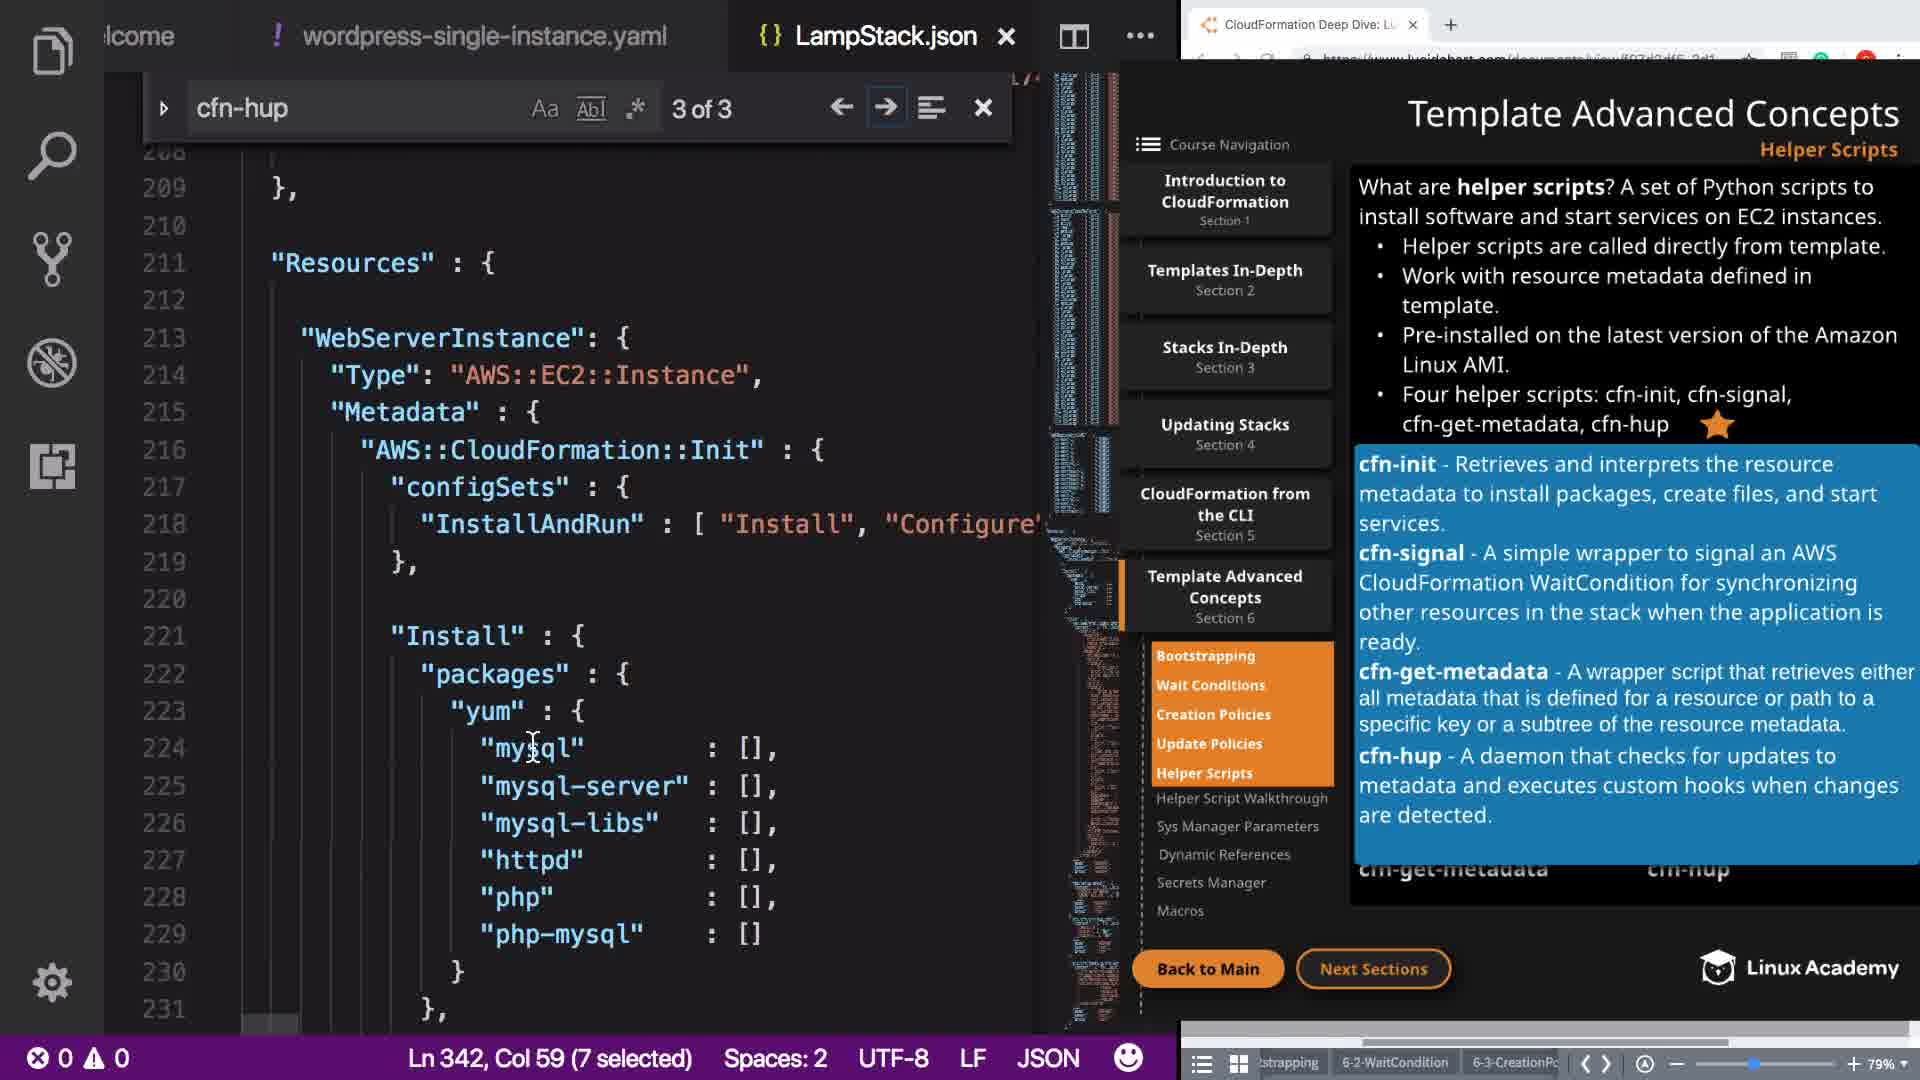 lcome
! wordpress-single-instance.yaml
{} LampStack.json
cfn-hup
Aa Abl .* 3 of 3
208
209 },
210
211 "Resources" : {
212
213 "WebServerInstance": {
214 "Type": "AWS::EC2::Instance",
215 "Metadata" : {
216 "AWS::CloudFormation::Init" : {
217 "configSets" : {
218 "InstallAndRun" : [ "Install", "Configure"
219 },
220
221 "Install" : {
222 "packages" : {
223 "yum" : {
224 "mysql" : [],
225 "mysql-server" : [],
226 "mysql-libs" : [],
227 "httpd" : [],
228 "php" : [],
229 "php-mysql" : []
230 }
231 },
0 0 Ln 342, Col 59 (7 selected) Spaces: 2 UTF-8 LF JSON
CloudFormation Deep Dive: Lu
Template Advanced Concepts
Helper Scripts
Course Navigation
Introduction to
CloudFormation
Section 1
Templates In-Depth
Section 2
Stacks In-Depth
Section 3
Updating Stacks
Section 4
CloudFormation from
the CLI
Section 5
Template Advanced
Concepts
Section 6
Bootstrapping
Wait Conditions
Creation Policies
Update Policies
Helper Scripts
Helper Script Walkthrough
Sys Manager Parameters
Dynamic References
Secrets Manager
Macros
Back to Main
Next Sections
What are helper scripts? A set of Python scripts to
install software and start services on EC2 instances.
• Helper scripts are called directly from template.
• Work with resource metadata defined in
template.
• Pre-installed on the latest version of the Amazon
Linux AMI.
• Four helper scripts: cfn-init, cfn-signal,
cfn-get-metadata, cfn-hup
cfn-init - Retrieves and interprets the resource
metadata to install packages, create files, and start
services.
cfn-signal - A simple wrapper to signal an AWS
CloudFormation WaitCondition for synchronizing
other resources in the stack when the application is
ready.
cfn-get-metadata - A wrapper script that retrieves either
all metadata that is defined for a resource or path to a
specific key or a subtree of the resource metadata.
cfn-hup - A daemon that checks for updates to
metadata and executes custom hooks when changes
are detected.
cfn-get-metadata cfn-hup
Linux Academy
strapping 6-2-WaitCondition 6-3-CreationPo 79%